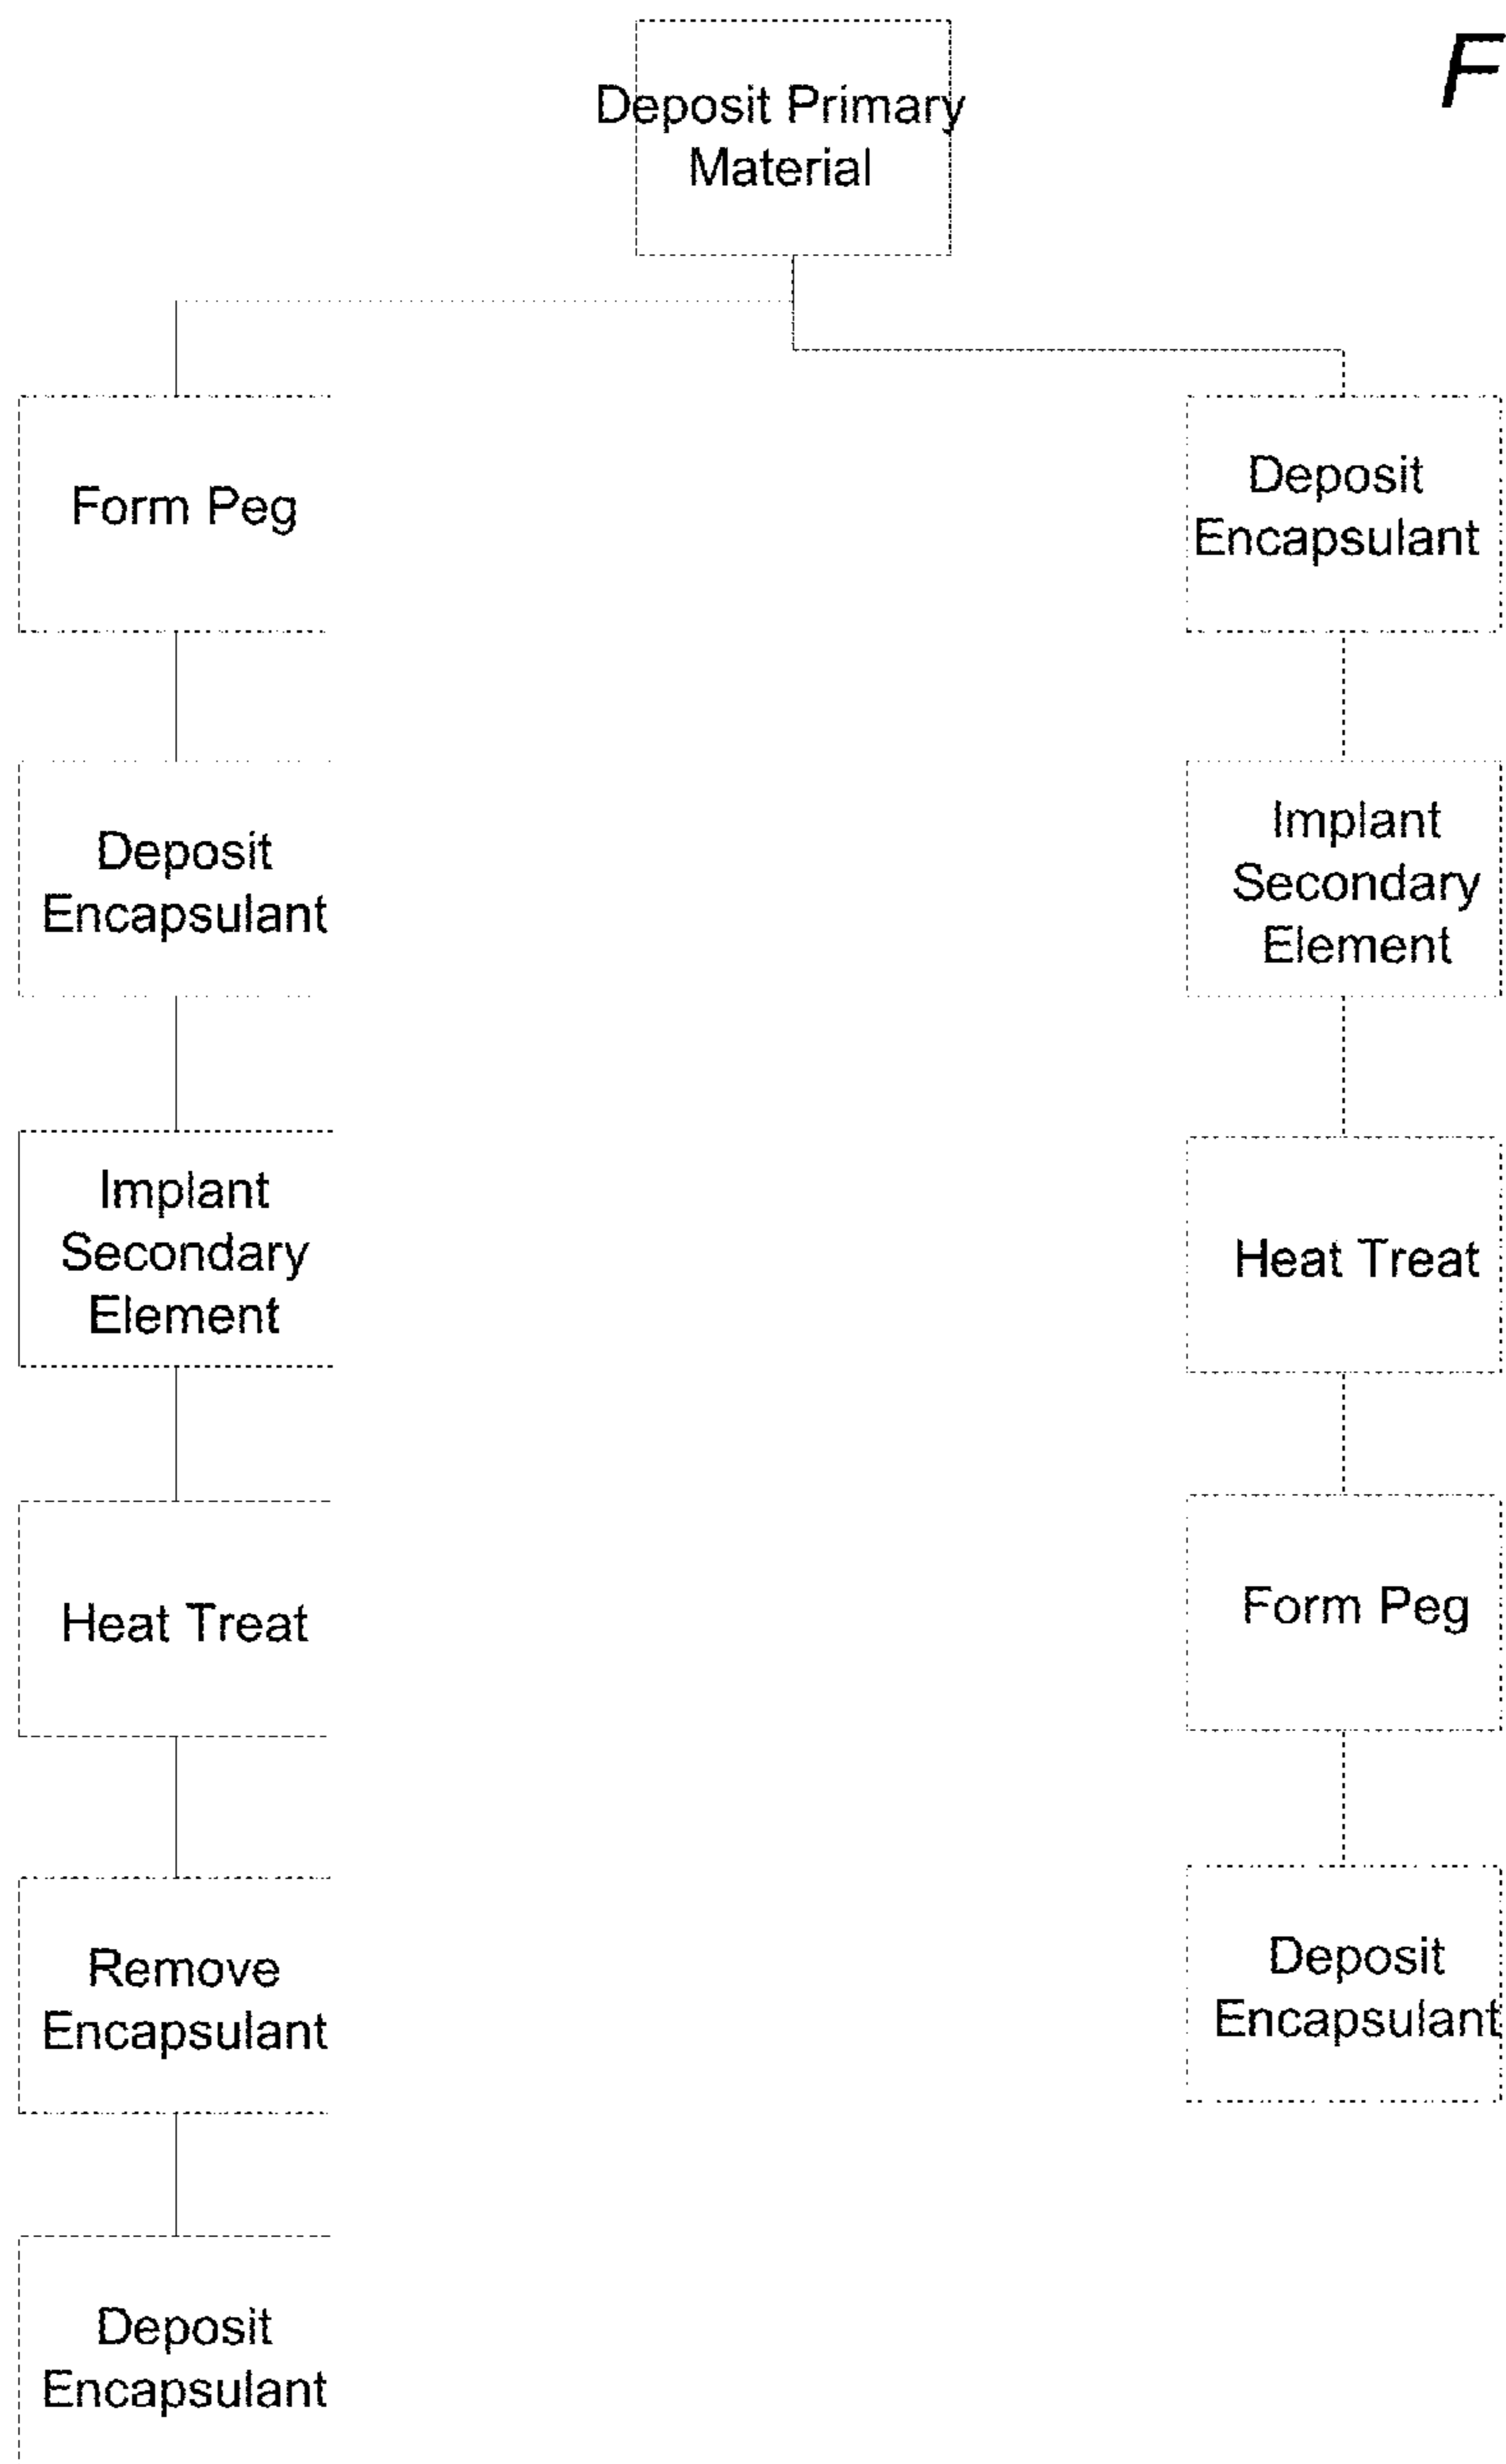 F
Deposit Primary
Material
Form Peg
Deposit
Encapsulant
Implant
Secondary
Element
Heat Treat
Remove
Encapsulant
Deposit
Encapsulant
Deposit
Encapsulant
Implant
Secondary
Element
Heat Treat
Form Peg
Deposit
Encapsulant